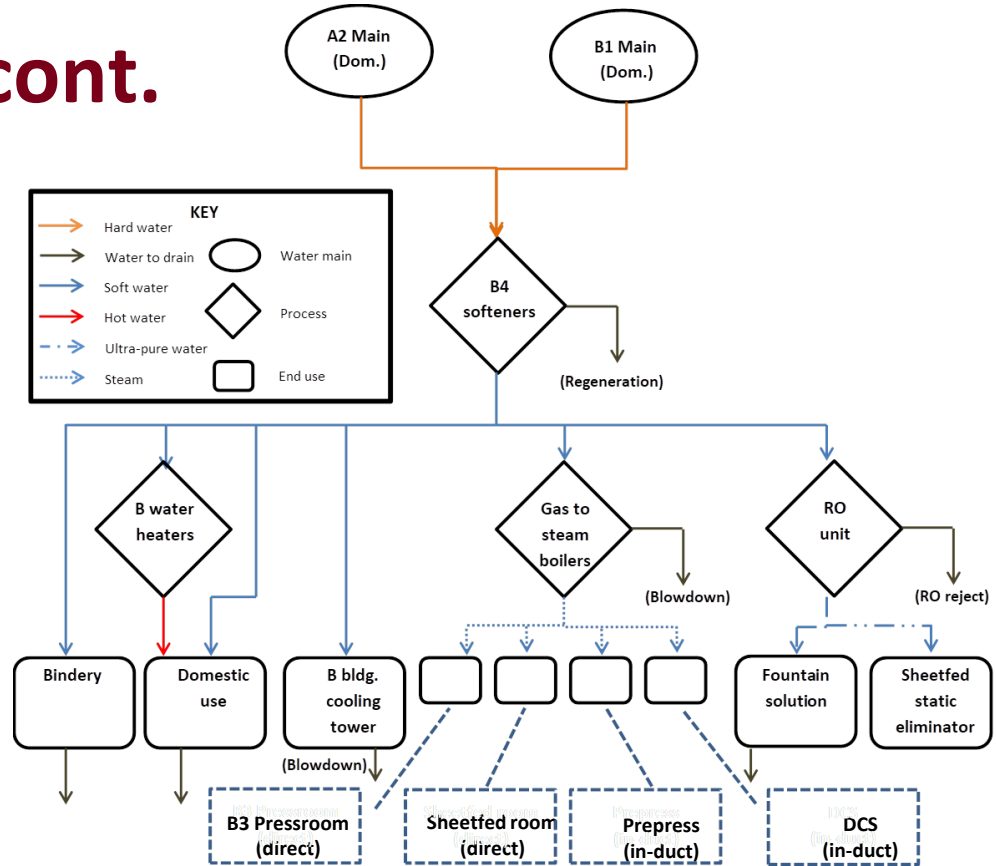 cont.
A2 Main
(Dom.)
B1 Main
(Dom.)
KEY
Hard water
Water to drain
Water main
Soft water
Hot water
Process
Ultra-pure water
Steam
End use
B4
softeners
(Regeneration)
B water
heaters
Gas to
steam
boilers
RO
unit
(Blowdown)
(RO reject)
Bindery
Domestic
use
B bldg.
cooling
tower
Fountain
solution
Sheetfed
static
eliminator
(Blowdown)
B3 Pressroom
(direct)
Sheetfed room
(direct)
Prepress
(in-duct)
DCS
(in-duct)